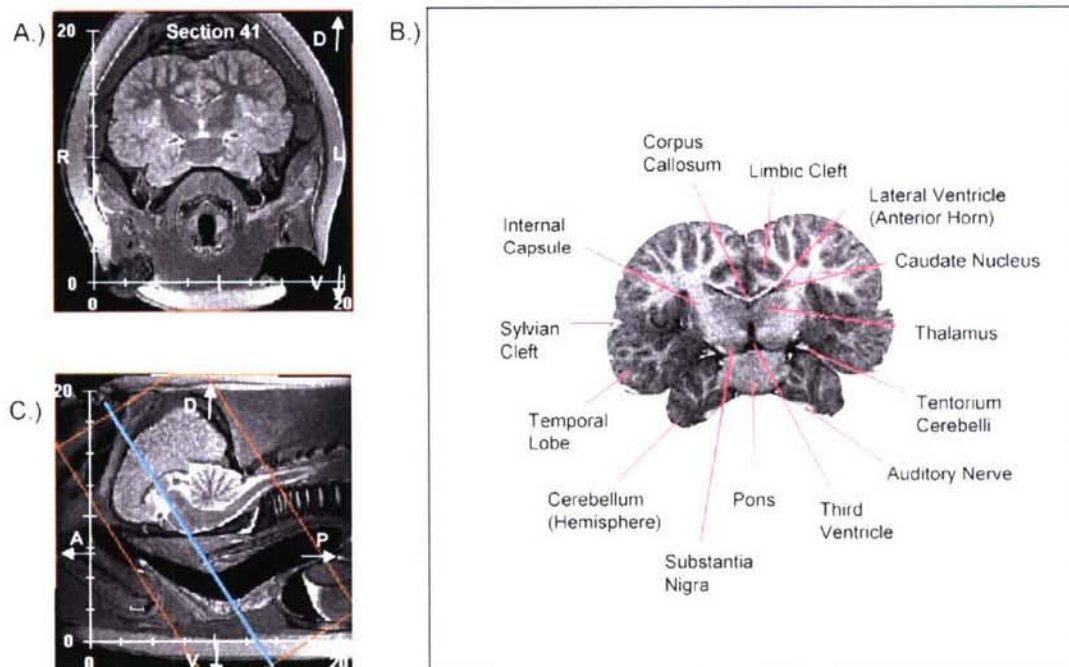 A.)
20
Section 41
D
R
L
0
V
0
20
B.)
Corpus
Callosum
Limbic Cleft
Lateral Ventricle
(Anterior Horn)
Internal
Capsule
Caudate Nucleus
Sylvian
Cleft
Thalamus
Temporal
Lobe
Tentorium
Cerebelli
Auditory Nerve
Cerebellum
(Hemisphere)
Pons
Third
Ventricle
Substantia
Nigra
C.)
20
D
A
P
0
0
V
20